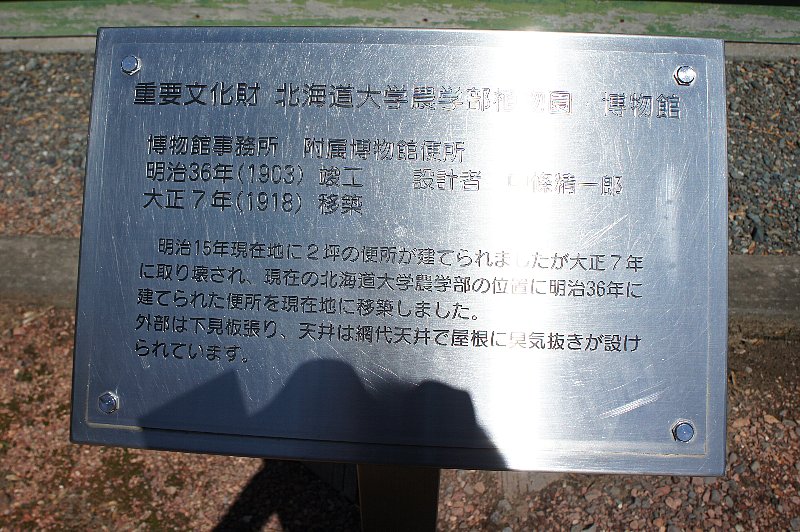 重要文化財 北海道大学農学部植物園・博物館
博物館事務所 附属博物館便所
明治36年(1903) 竣工 設計者 中條精一郎
大正7年(1918) 移築
明治15年現在地に2坪の便所が建てられましたが大正7年
に取り壊され、現在の北海道大学農学部の位置に明治36年に
建てられた便所を現在地に移築しました。
外部は下見板張り、天井は網代天井で屋根に臭気抜きが設け
られています。